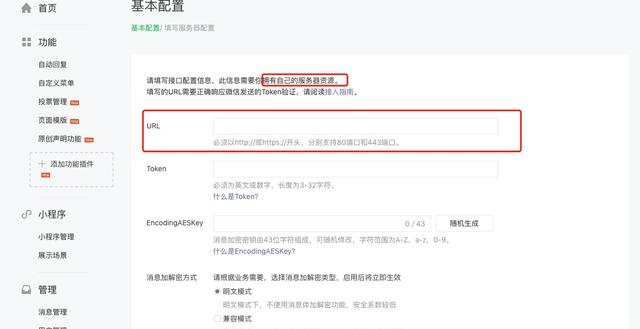 首页
基本配置
基本配置/ 填写服务器配置
功能
自动回复
自定义菜单
投票管理
页面模版
原创声明功能
添加功能插件
小程序
小程序管理
展示场景
管理
消息管理
请填写接口配置信息，此信息需要你拥有自己的服务器资源。
填写的URL需要正确响应微信发送的Token验证，请阅读接入指南。
URL
必须以http://或https://开头，分别支持80端口和443端口。
Token
必须为英文或数字，长度为3-32字符。
什么是Token?
EncodingAESKey
0 / 43
随机生成
消息加密密钥由43位字符组成，可随机修改，字符范围为A-Z，a-z，0-9。
什么是EncodingAESKey?
消息加解密方式
请根据业务需要，选择消息加解密类型，启用后将立即生效
明文模式
明文模式下，不使用消息体加解密功能，安全系数较低
兼容模式